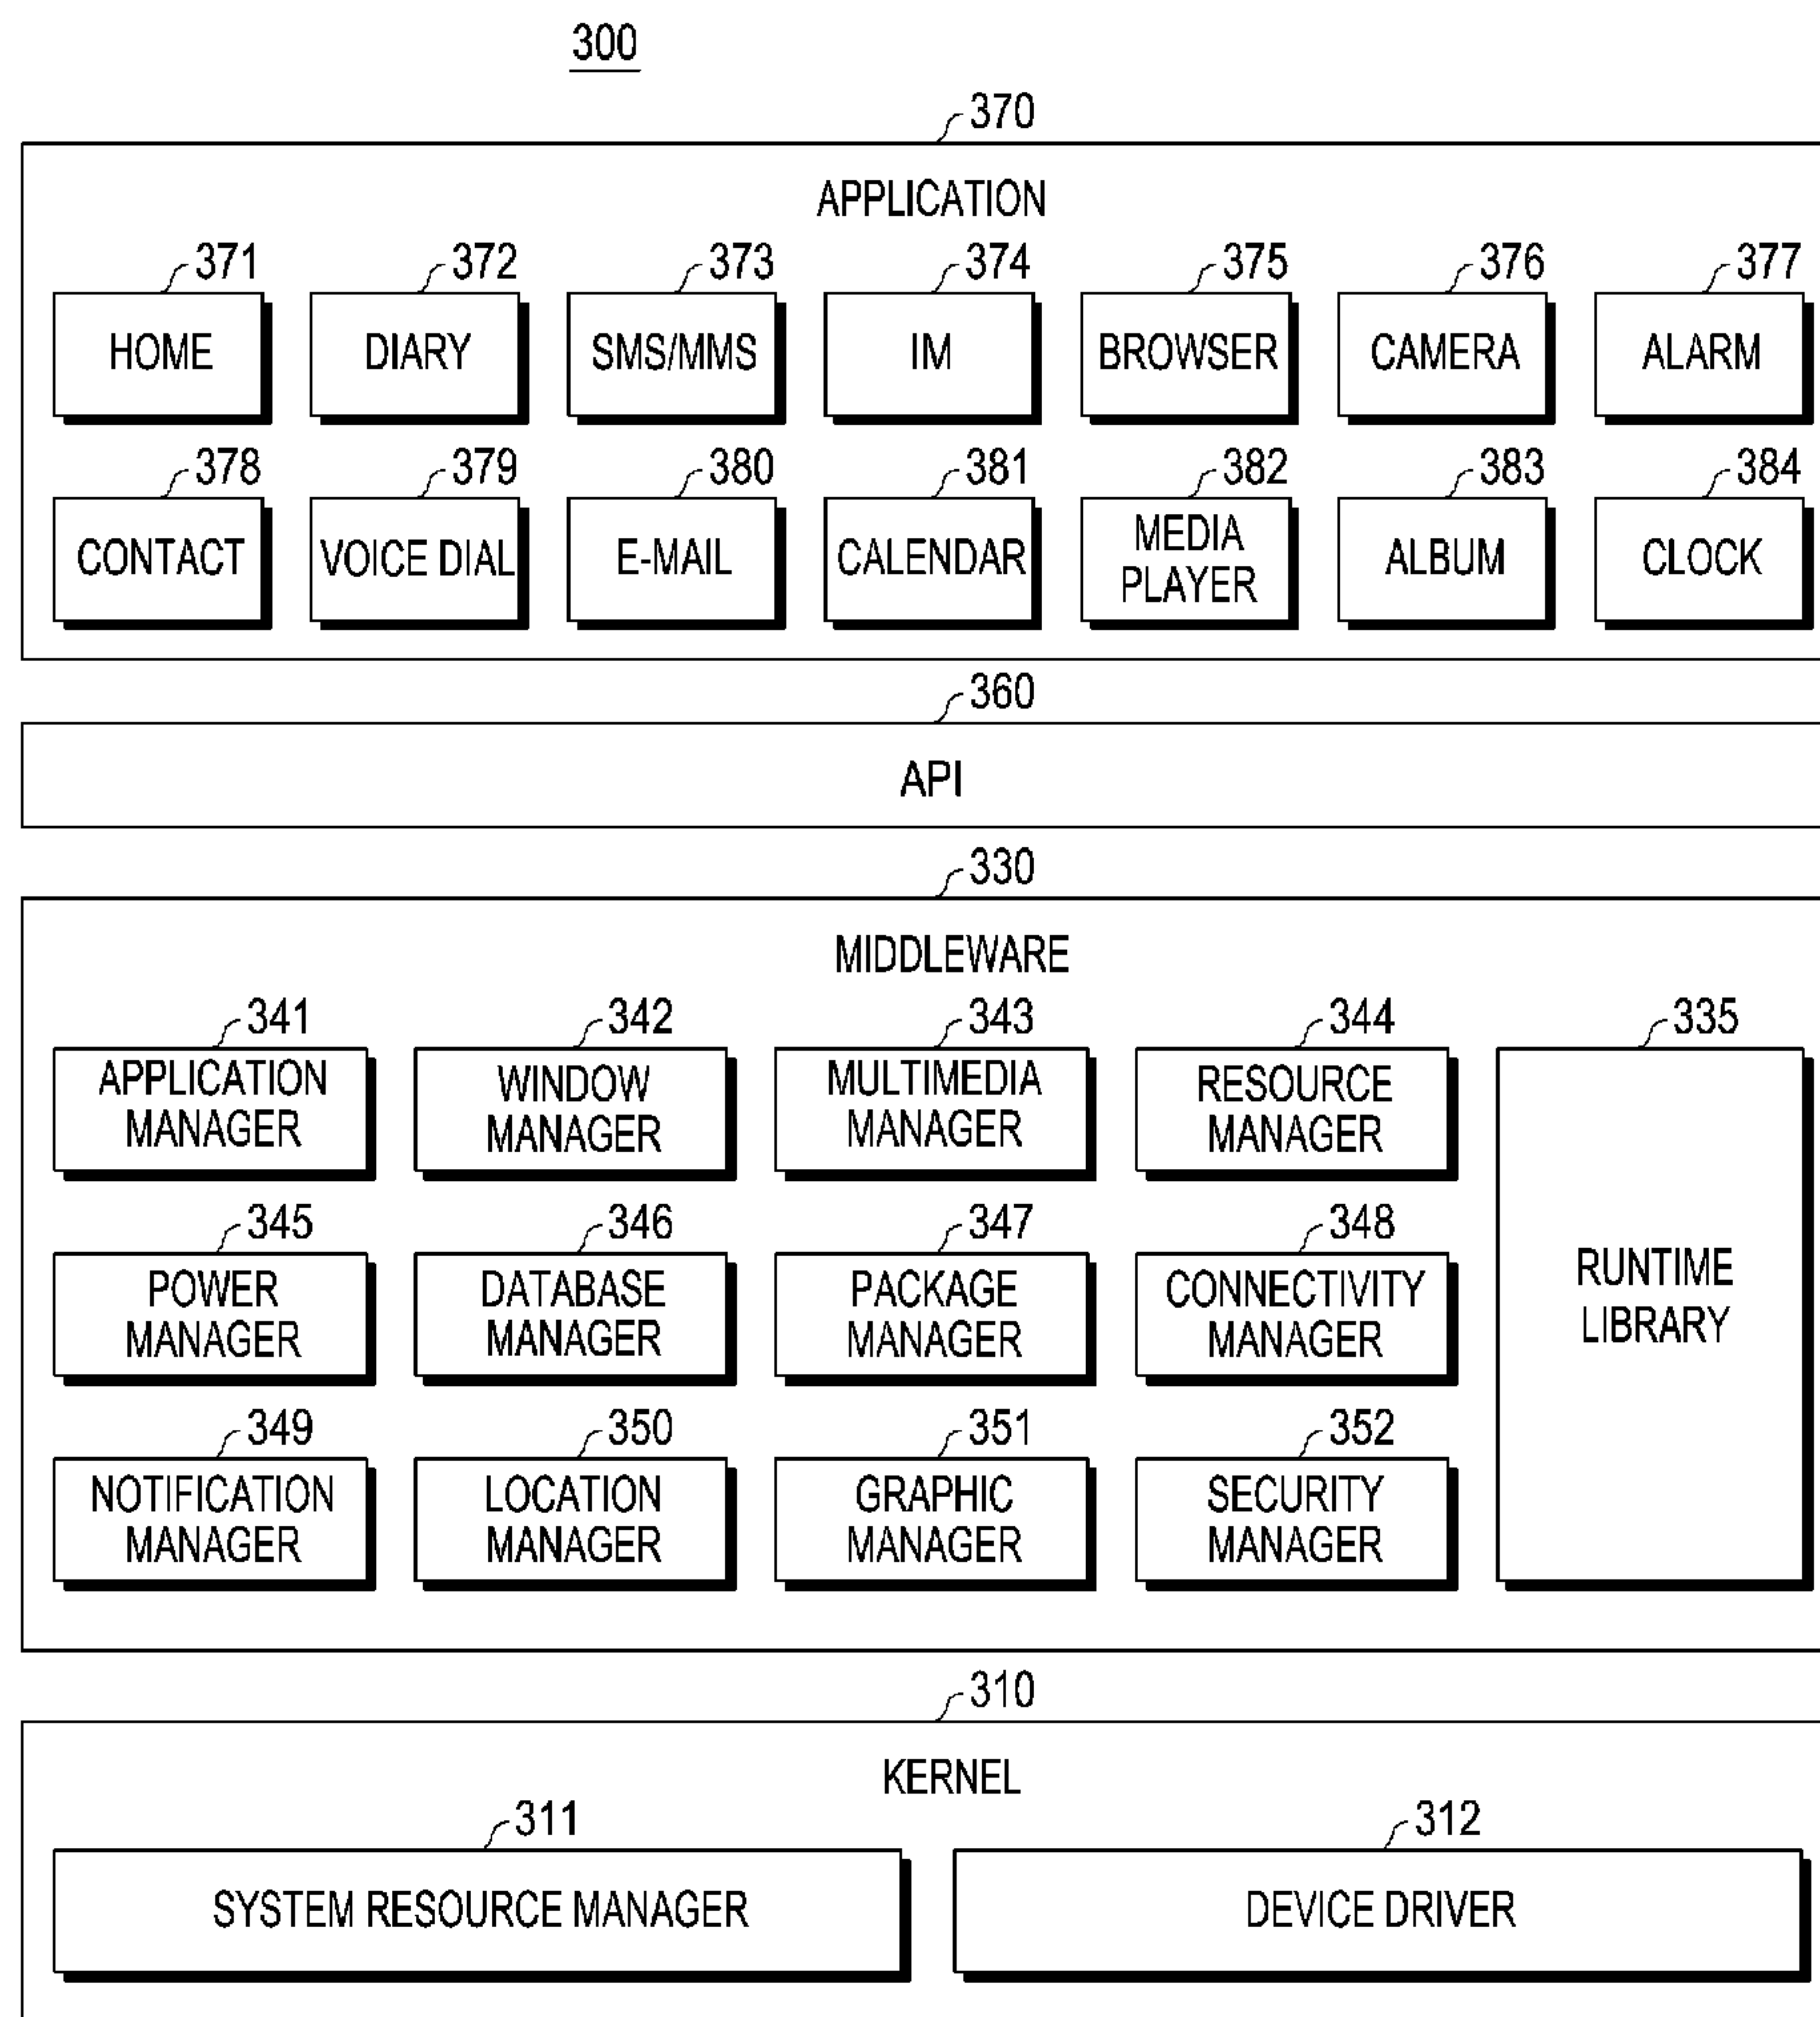 300
370
APPLICATION
371 372 373 374 375 376 377
HOME DIARY SMS/MMS IM BROWSER CAMERA ALARM
378 379 380 381 382 383 384
CONTACT VOICE DIAL E-MAIL CALENDAR MEDIA PLAYER ALBUM CLOCK
360
API
330
MIDDLEWARE
341 342 343 344 335
APPLICATION MANAGER WINDOW MANAGER MULTIMEDIA MANAGER RESOURCE MANAGER
345 346 347 348
POWER MANAGER DATABASE MANAGER PACKAGE MANAGER CONNECTIVITY MANAGER RUNTIME LIBRARY
349 350 351 352
NOTIFICATION MANAGER LOCATION MANAGER GRAPHIC MANAGER SECURITY MANAGER
310
KERNEL
311 312
SYSTEM RESOURCE MANAGER DEVICE DRIVER